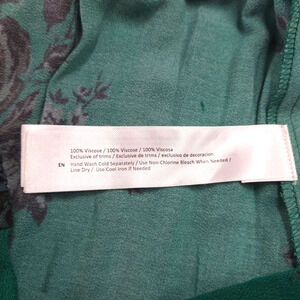 100% Viscose / 100% Viscose / 100% Viscosa
Exclusive of trims / Exclusive de trims / exclusivo de decoracion
EN Hand Wash Cold Separately / Use Non-Chlorine Bleach When Needed /
Line Dry / Use Cool Iron if Needed